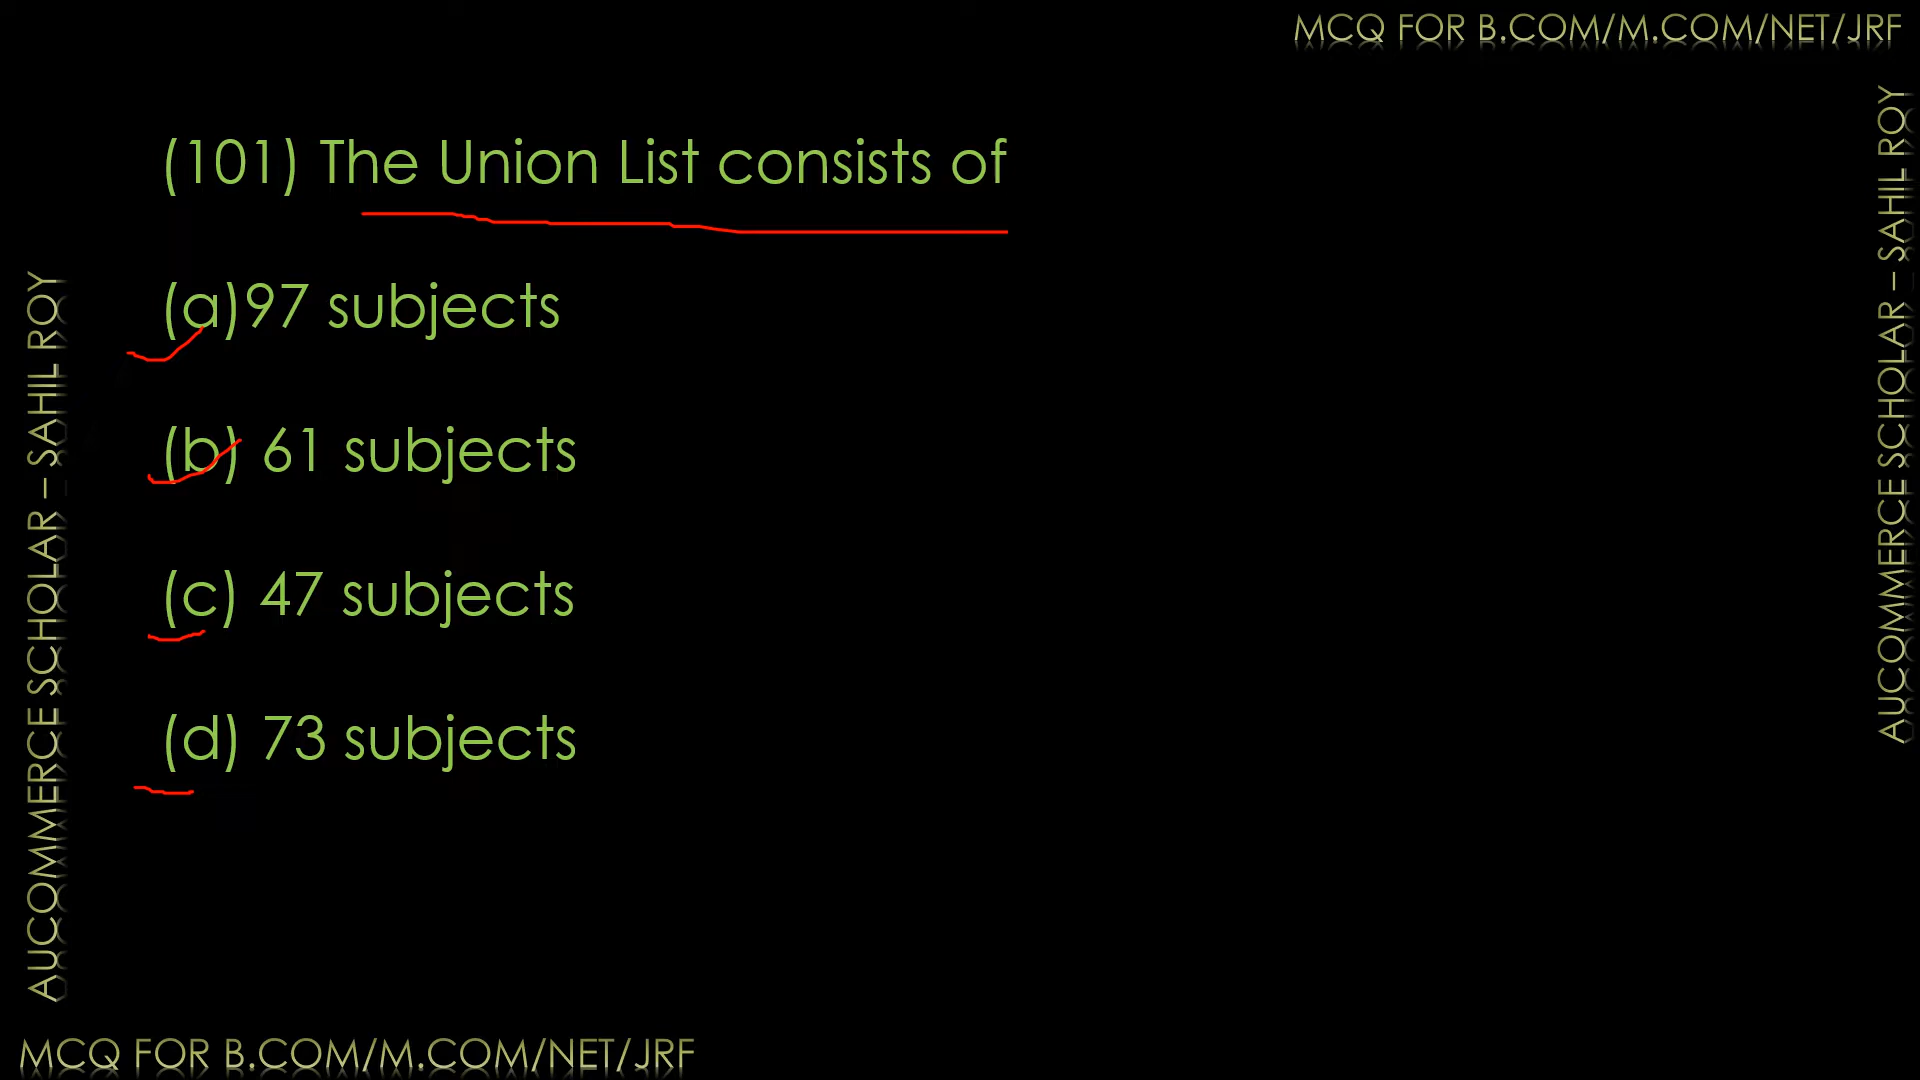 MCQ FOR B.COM/M.COM/NET/JRF
(101) The Union List consists of
(a)97 subjects
(b) 61 subjects
(c) 47 subjects
(d) 73 subjects
AUCOMMERCE SCHOLAR – SAHIL ROY
AUCOMMERCE SCHOLAR – SAHIL ROY
MCQ FOR B.COM/M.COM/NET/JRF